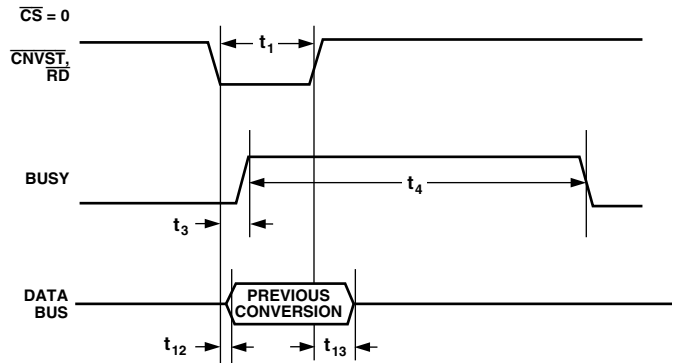 CS = 0
CNVST,
RD
t1
BUSY
t4
t3
DATA
BUS
PREVIOUS
CONVERSION
t12
t13